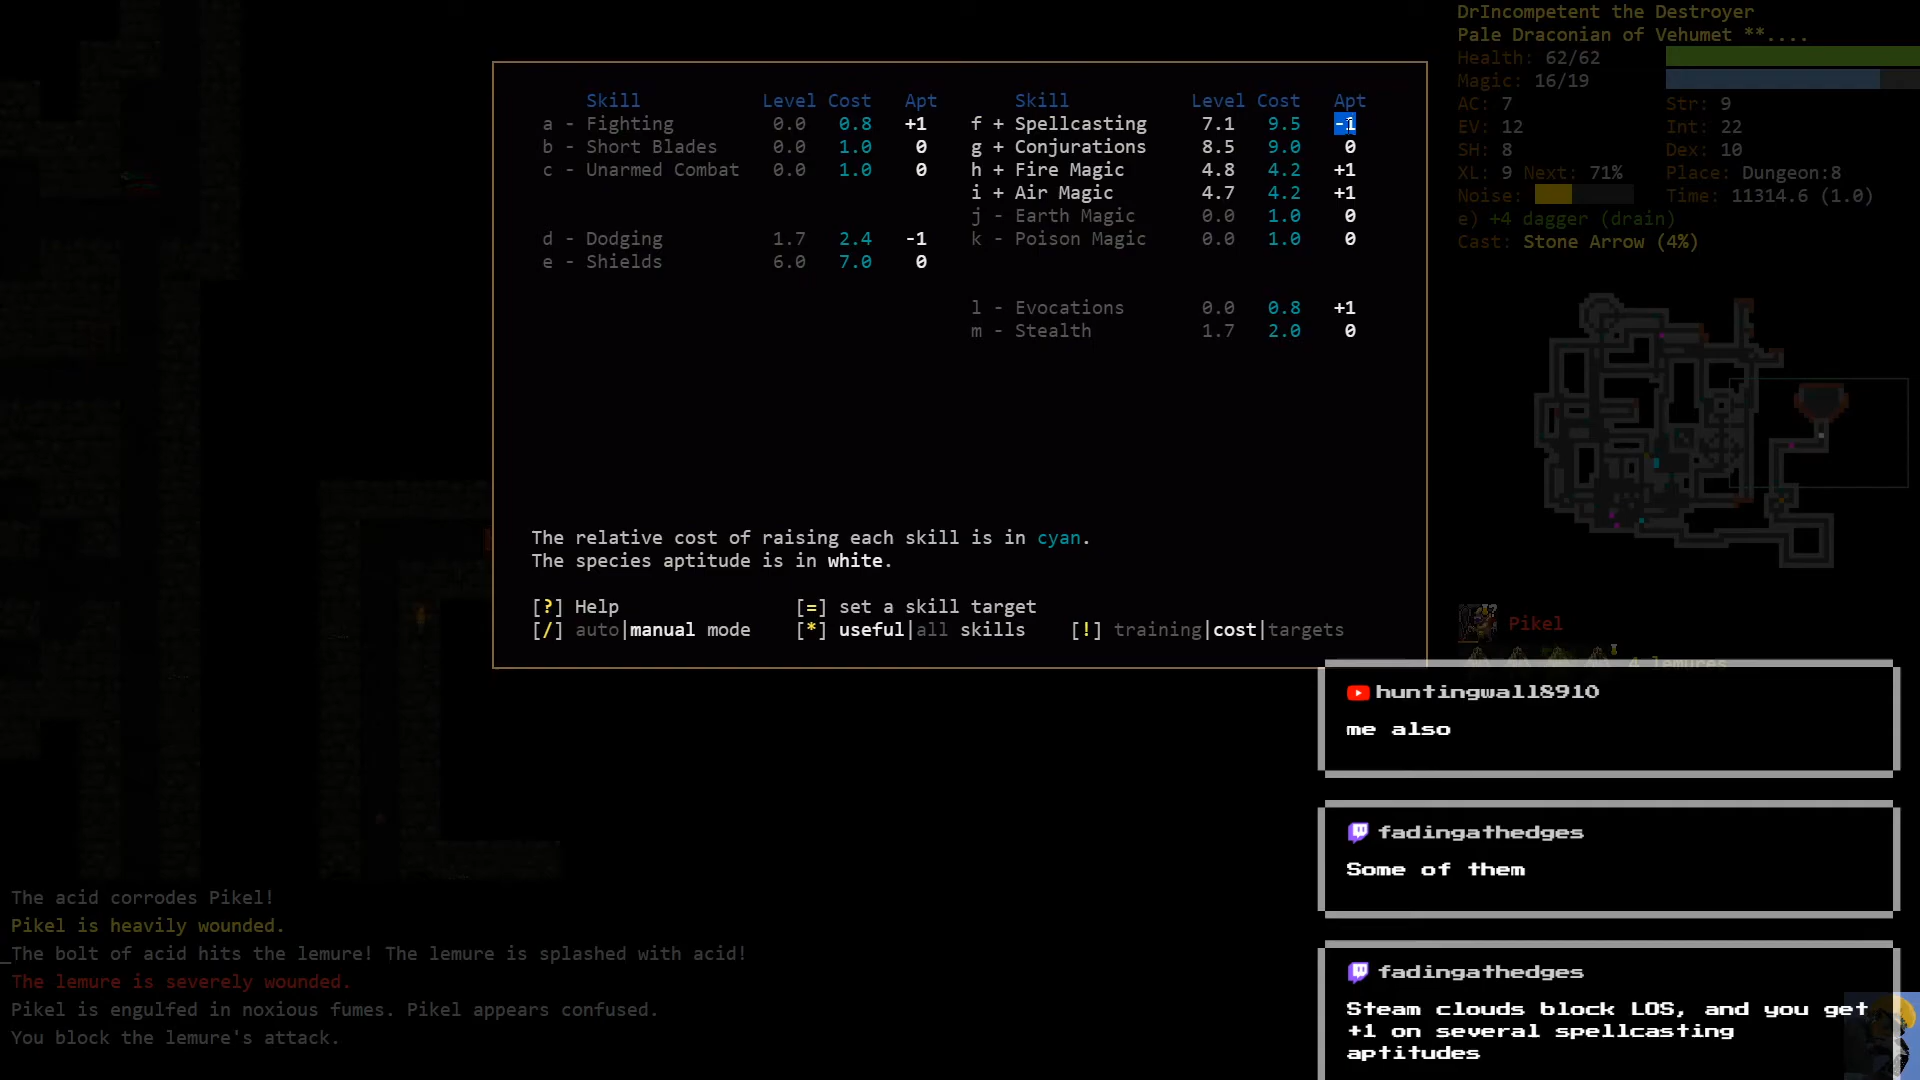 DrIncompetent the Destroyer
Pale Draconian of Vehumet **....
Health: 62/62
Magic: 16/19
AC: 7 Str: 9
EV: 12 Int: 22
SH: 8 Dex: 10
XL: 9 Next: 71% Place: Dungeon:8
Noise: Time: 11314.6 (1.0)
e) +4 dagger (drain)
Cast: Stone Arrow (4%)
Skill Level Cost Apt Skill Level Cost Apt
a - Fighting 0.0 0.8 +1 f + Spellcasting 7.1 9.5 -1
b - Short Blades 0.0 1.0 0 g + Conjurations 8.5 9.0 0
c - Unarmed Combat 0.0 1.0 0 h + Fire Magic 4.8 4.2 +1
i + Air Magic 4.7 4.2 +1
j - Earth Magic 0.0 1.0 0
d - Dodging 1.7 2.4 -1 k - Poison Magic 0.0 1.0 0
e - Shields 6.0 7.0 0
l - Evocations 0.0 0.8 +1
m - Stealth 1.7 2.0 0
The relative cost of raising each skill is in cyan.
The species aptitude is in white.
[?] Help [=] set a skill target
[/] auto|manual mode [*] useful|all skills [!] training|cost|targets
Pikel
4 lemures
huntingwall8910
me also
fadingathedges
Some of them
fadingathedges
Steam clouds block LOS, and you get
+1 on several spellcasting
aptitudes
The acid corrodes Pikel!
Pikel is heavily wounded.
_The bolt of acid hits the lemure! The lemure is splashed with acid!
The lemure is severely wounded.
Pikel is engulfed in noxious fumes. Pikel appears confused.
You block the lemure's attack.